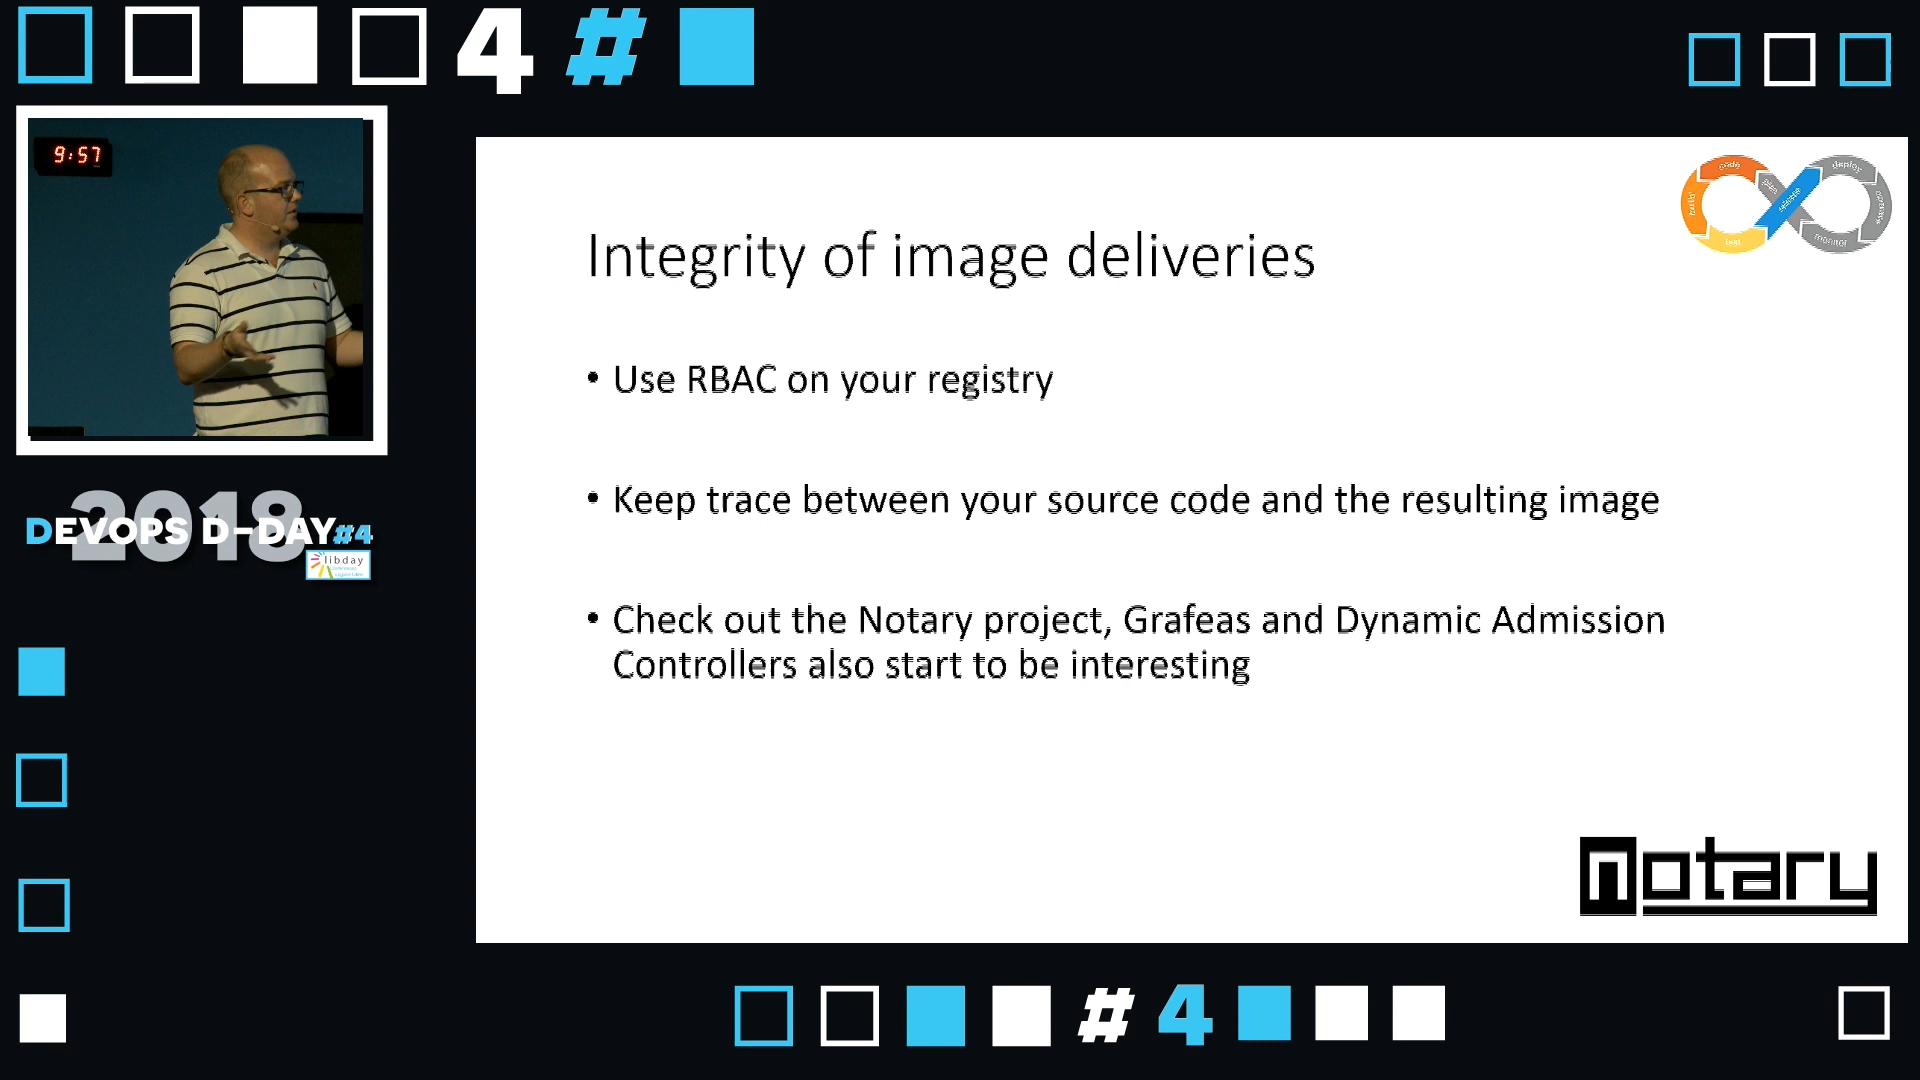 4 #
9:57
2018
DEVOPS D-DAY #4
libday
code
build
test
plan
release
deploy
operate
monitor
Integrity of image deliveries
• Use RBAC on your registry
• Keep trace between your source code and the resulting image
• Check out the Notary project, Grafeas and Dynamic Admission
Controllers also start to be interesting
notary
# 4